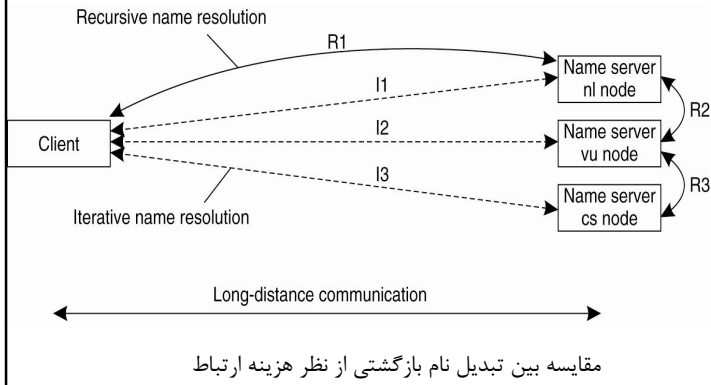 Recursive name resolution
R1
Name server
nl node
I1
R2
I2
Client
Name server
vu node
I3
R3
Name server
cs node
Iterative name resolution
Long-distance communication
مقایسه بین تبدیل نام بازگشتی از نظر هزینه ارتباط